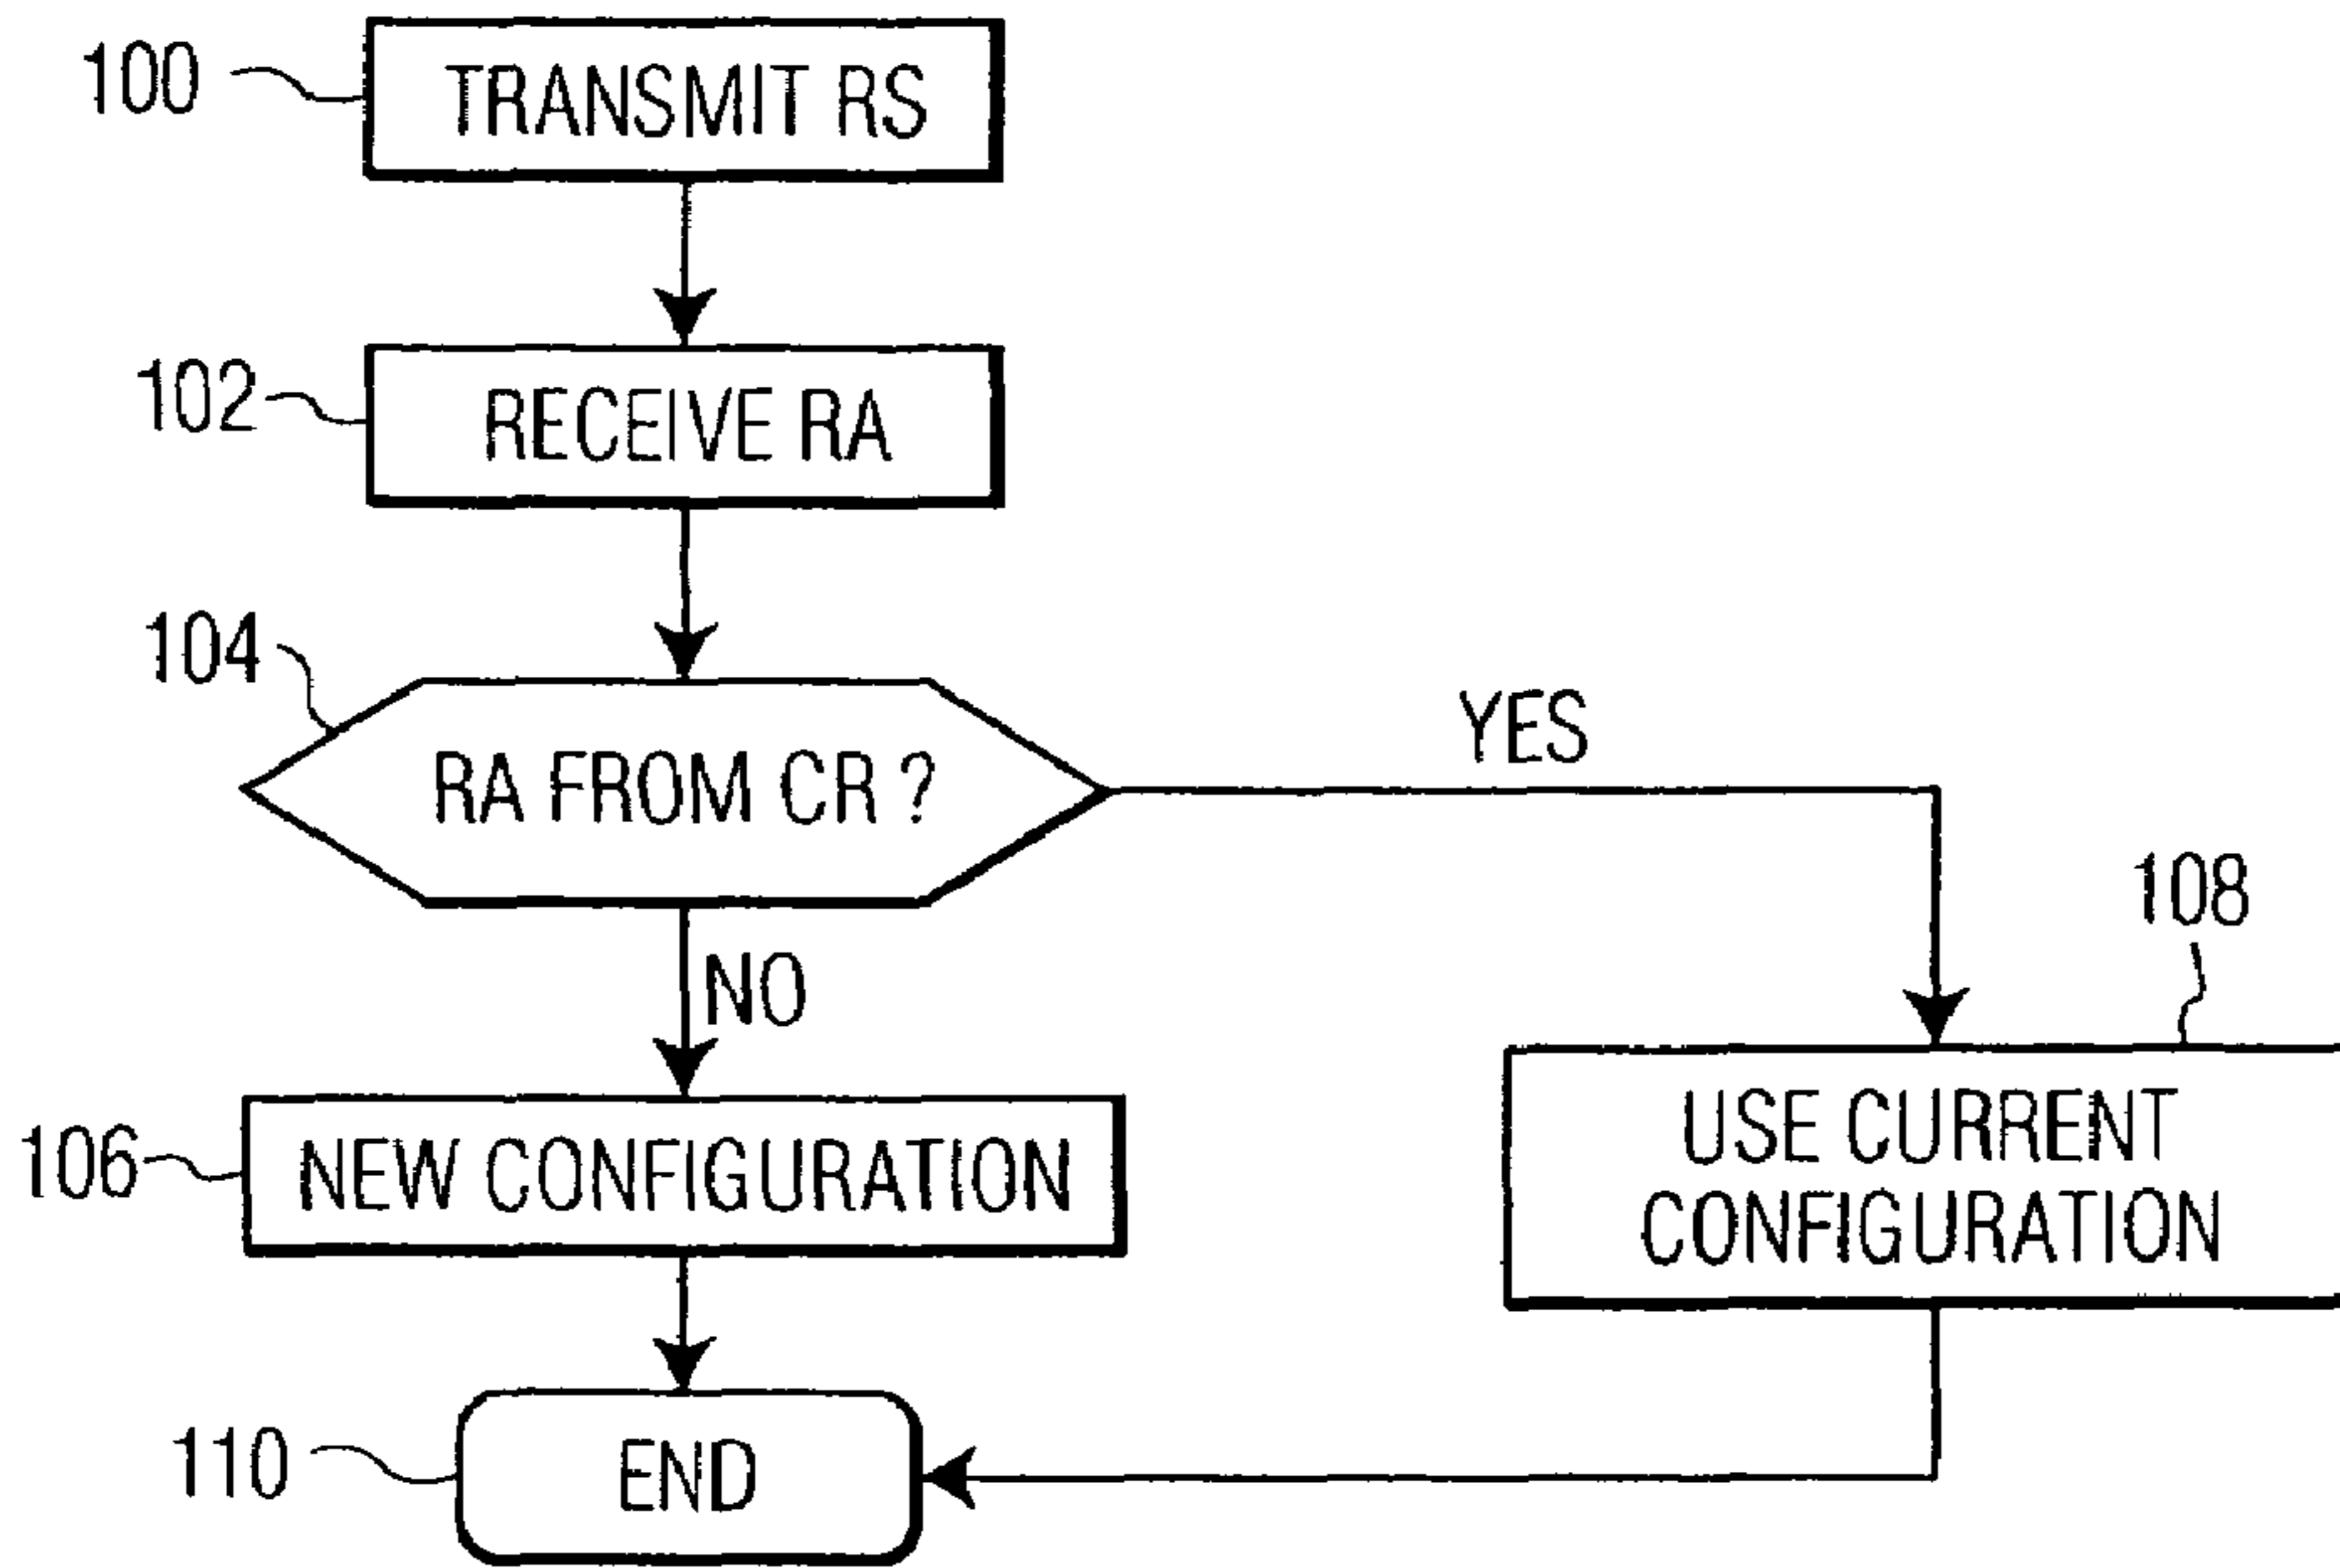 100
TRANSMIT RS
102
RECEIVE RA
104
RA FROM CR ?
YES
NO
108
106
NEW CONFIGURATION
USE CURRENT
CONFIGURATION
110
END